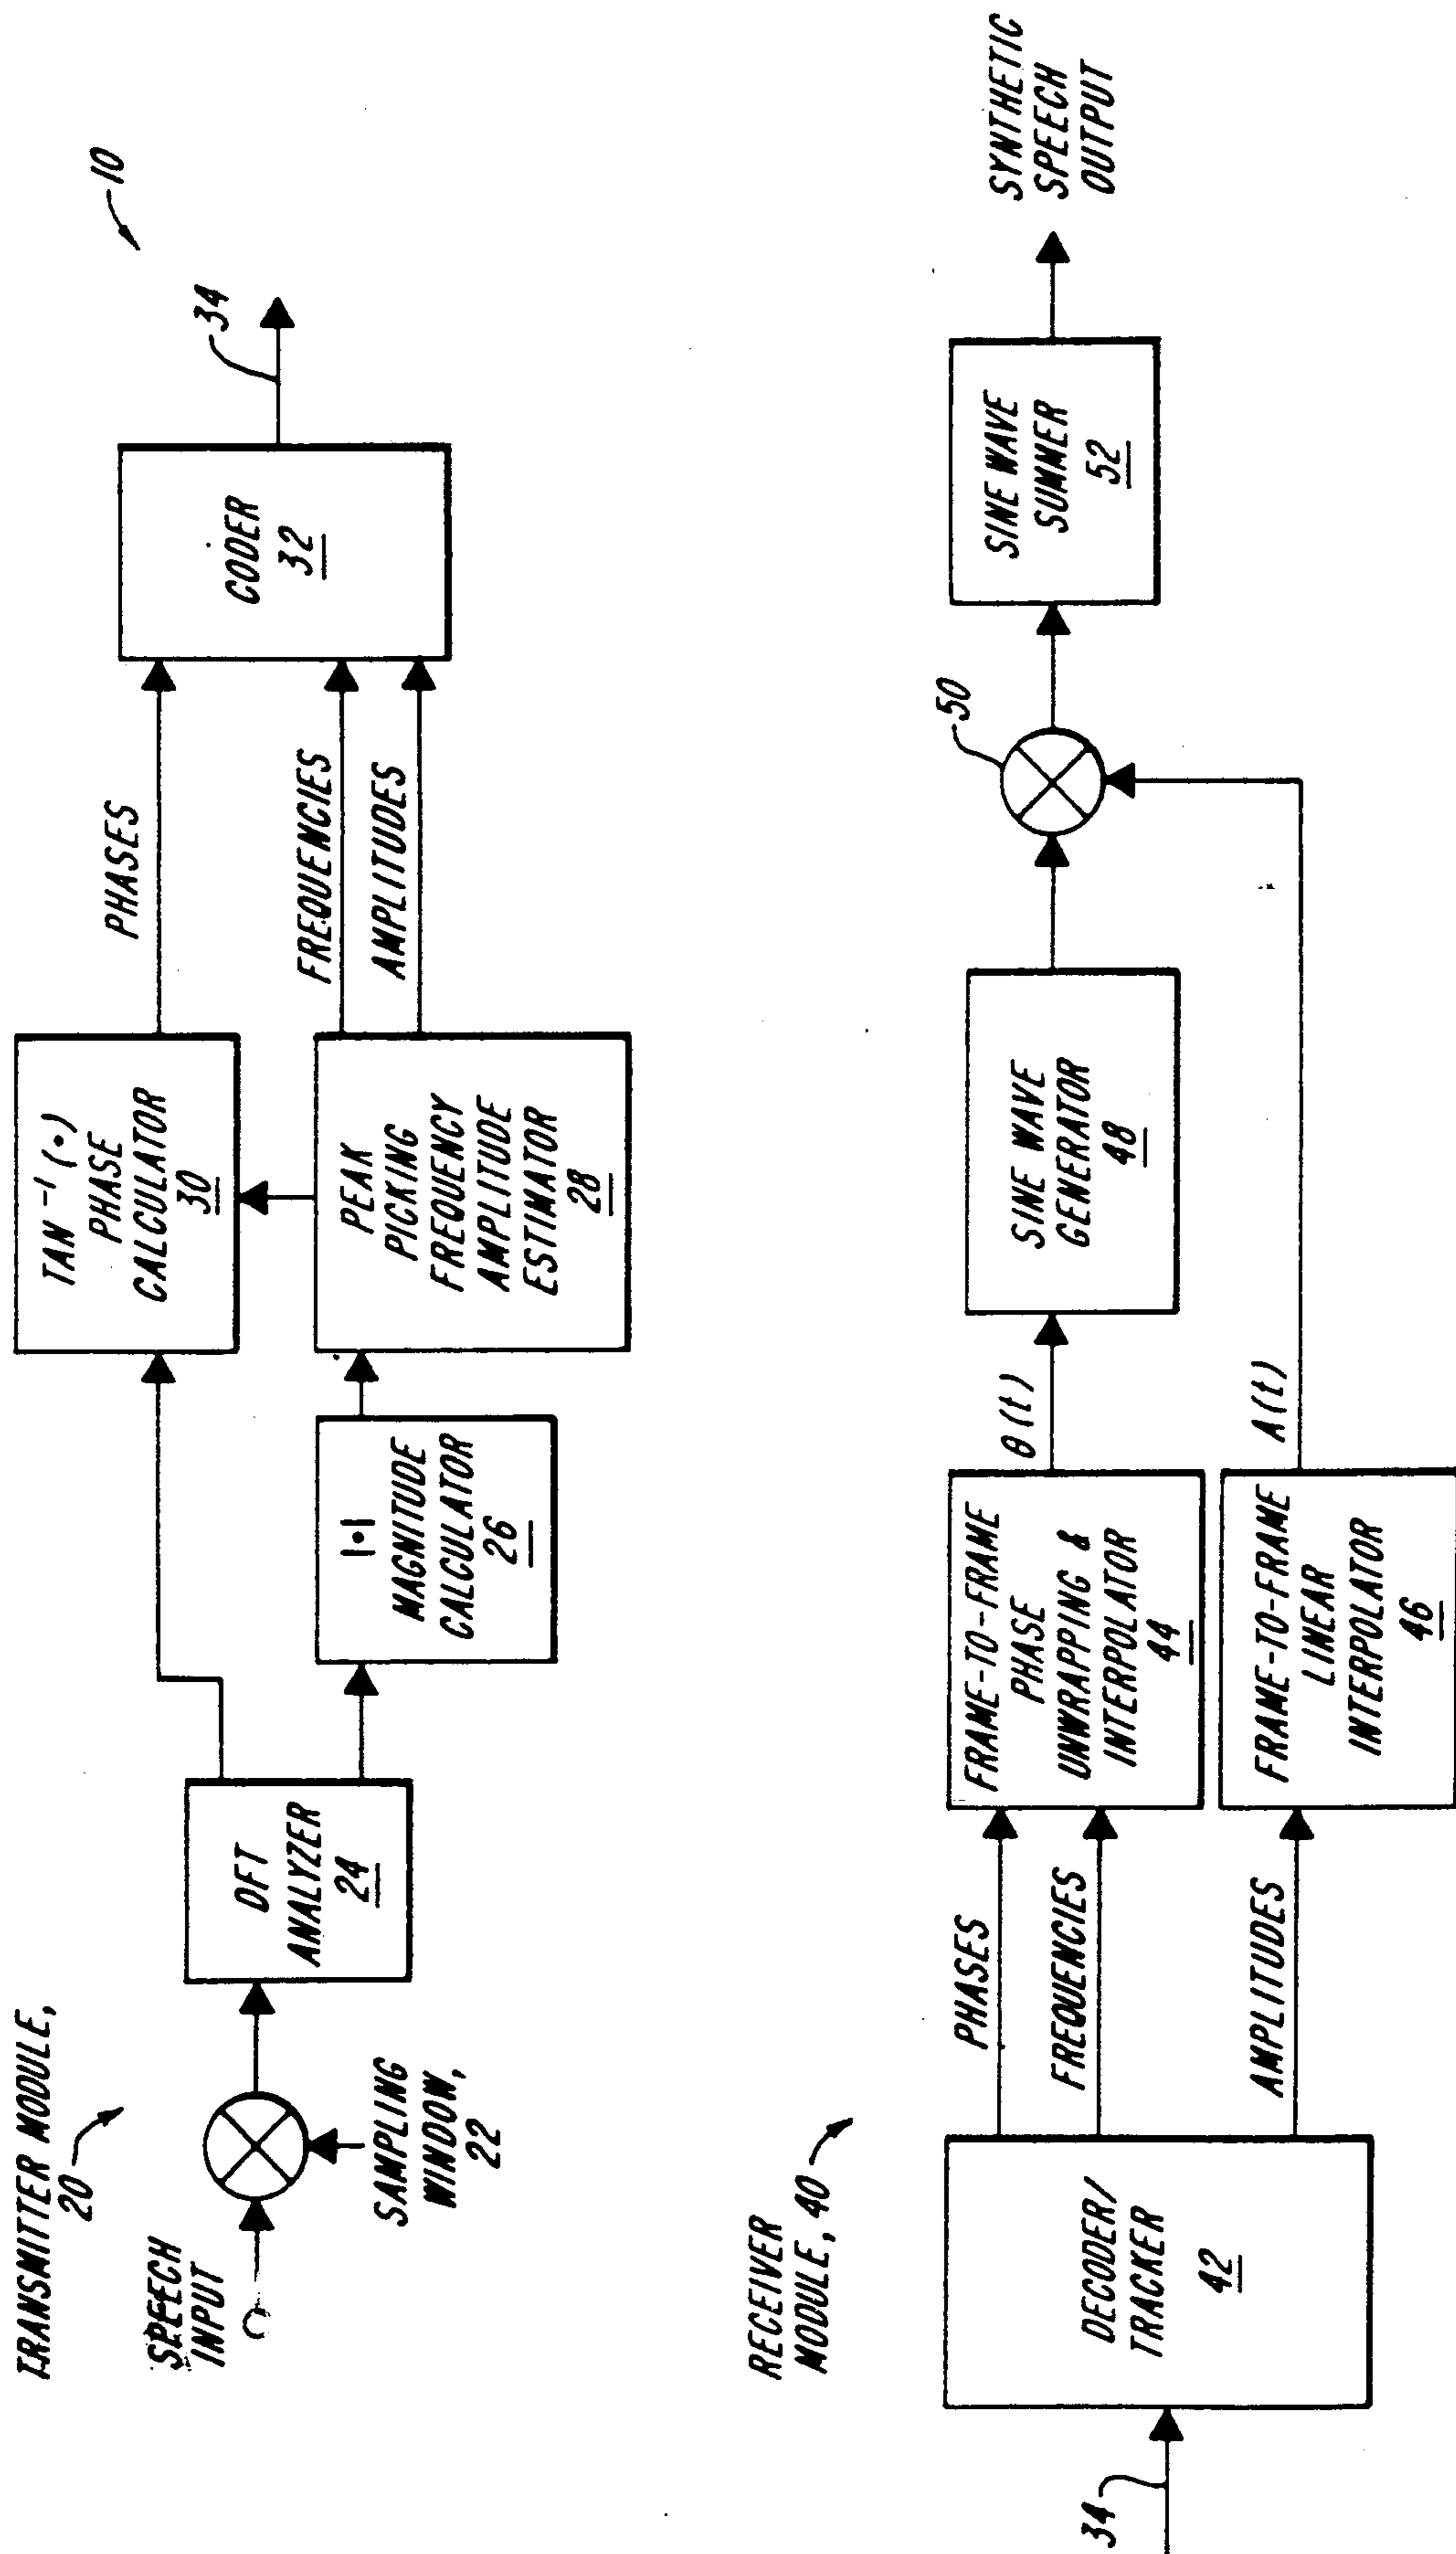 10
TRANSMITTER MODULE,
20
SPEECH
INPUT
SAMPLING
WINDOW,
22
DFT
ANALYZER
24
|•|
MAGNITUDE
CALCULATOR
26
TAN⁻¹(•)
PHASE
CALCULATOR
30
PEAK
PICKING
FREQUENCY
AMPLITUDE
ESTIMATOR
28
PHASES
FREQUENCIES
AMPLITUDES
CODER
32
34
RECEIVER
MODULE, 40
34
DECODER/
TRACKER
42
PHASES
FREQUENCIES
AMPLITUDES
FRAME-TO-FRAME
PHASE
UNWRAPPING &
INTERPOLATOR
44
FRAME-TO-FRAME
LINEAR
INTERPOLATOR
46
θ(t)
A(t)
SINE WAVE
GENERATOR
48
50
SINE WAVE
SUMMER
52
SYNTHETIC
SPEECH
OUTPUT